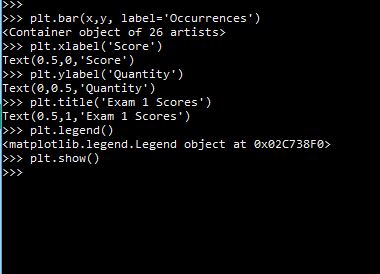 >>>
>>> plt.bar(x,y, label='Occurrences')
<Container object of 26 artists>
>>> plt.xlabel('Score')
Text(0.5,0,'Score')
>>> plt.ylabel('Quantity')
Text(0,0.5,'Quantity')
>>> plt.title('Exam 1 Scores')
Text(0.5,1,'Exam 1 Scores')
>>> plt.legend()
<matplotlib.legend.Legend object at 0x02C738F0>
>>> plt.show()
>>>